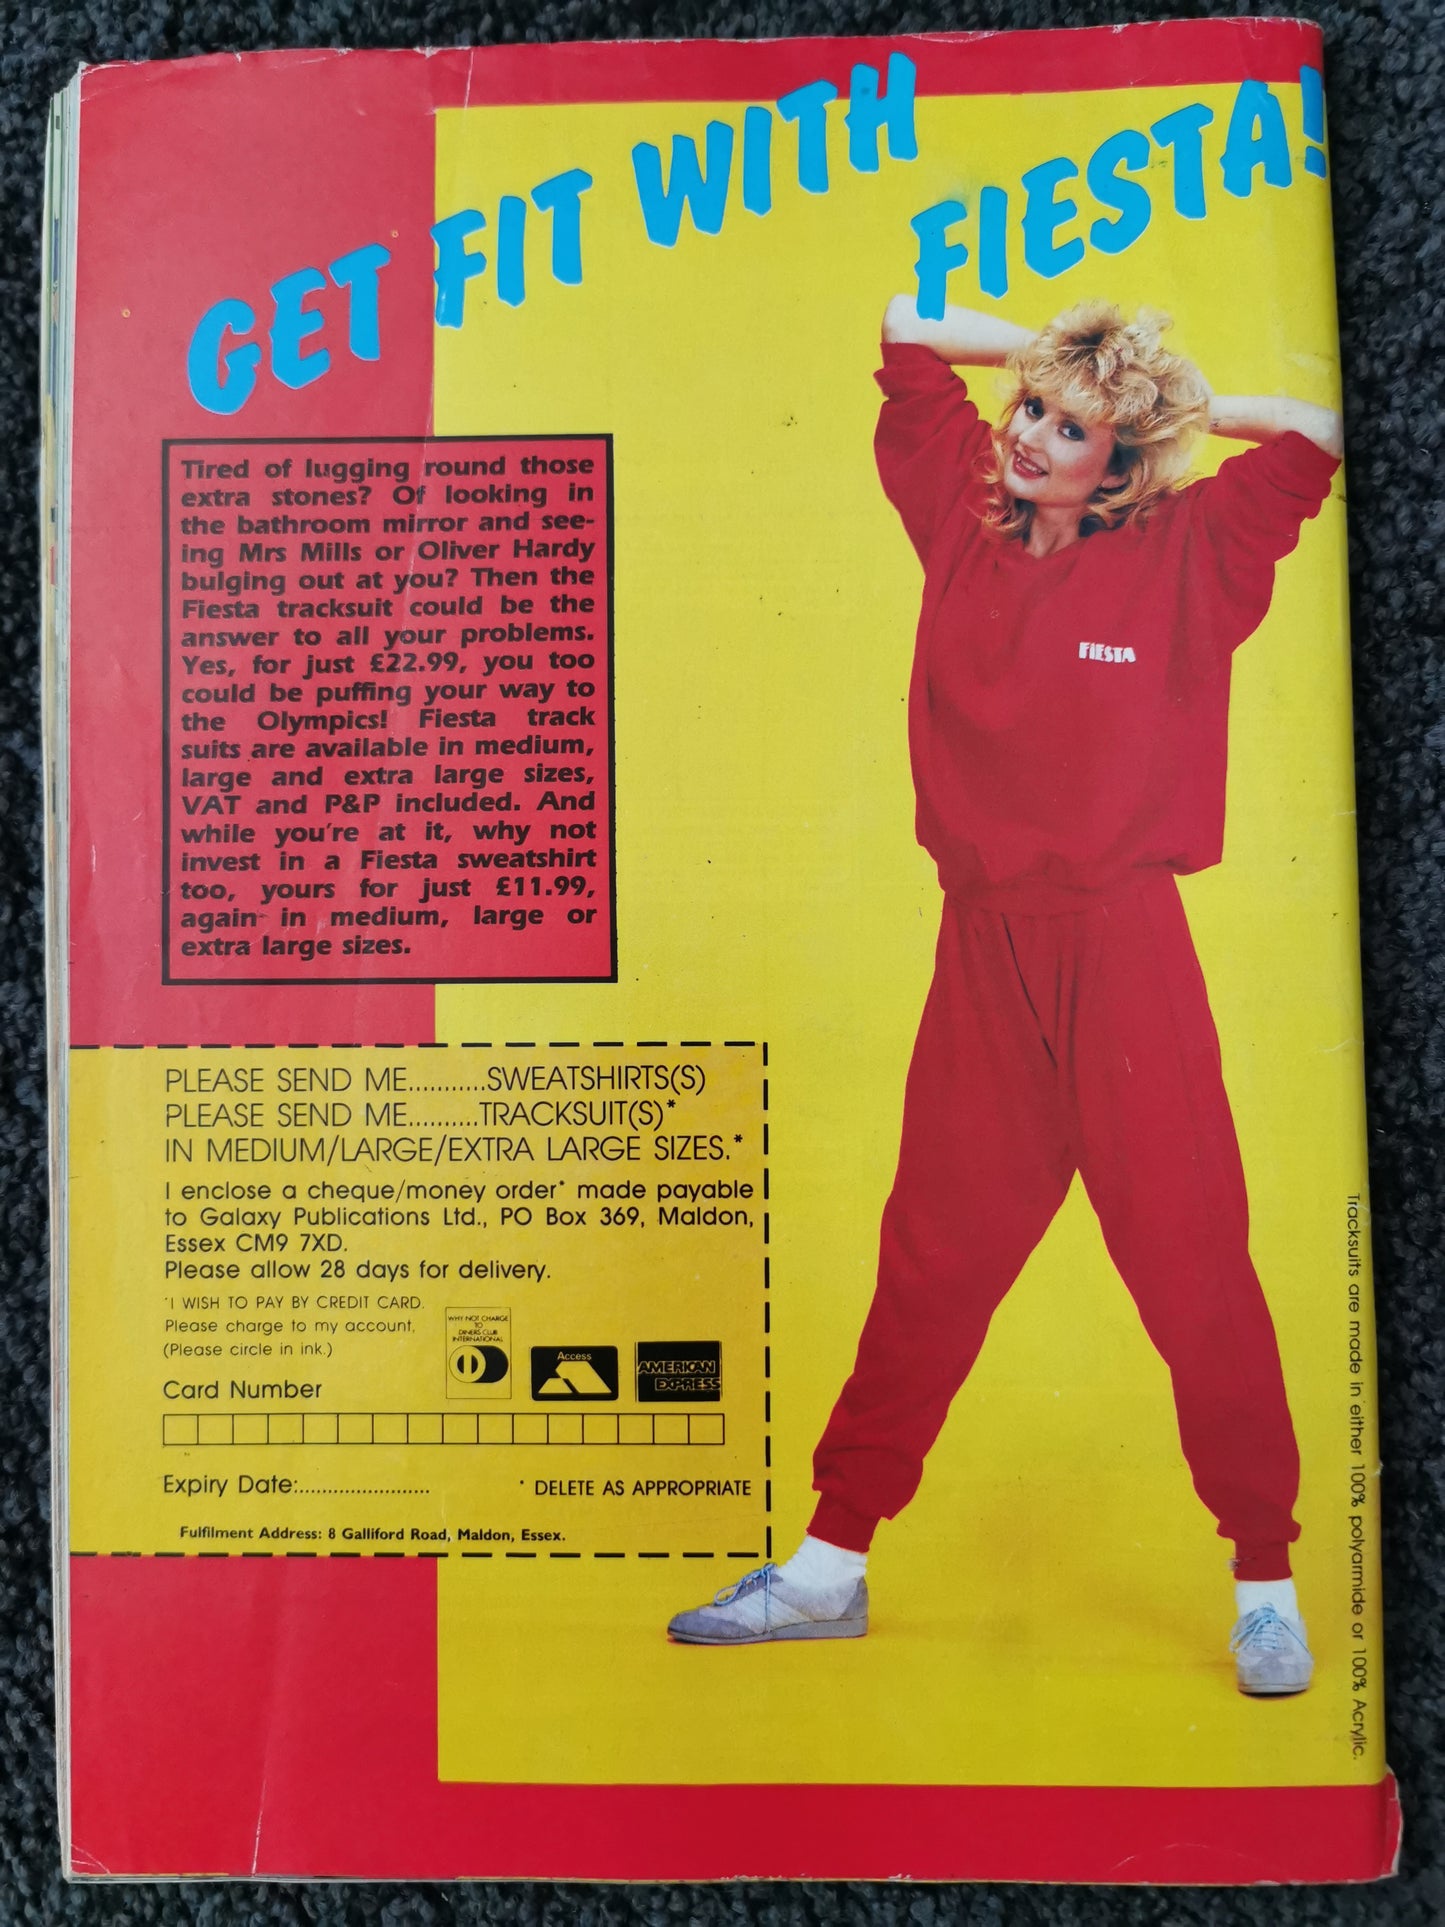 GET FIT WITH
FIESTA!
Tired of lugging round those
extra stones? Of looking in
the bathroom mirror and see-
ing Mrs Mills or Oliver Hardy
bulging out at you? Then the
Fiesta tracksuit could be the
answer to all your problems.
Yes, for just £22.99, you too
could be puffing your way to
the Olympics! Fiesta track
suits are available in medium,
large and extra large sizes,
VAT and P&P included. And
while you're at it, why not
invest in a Fiesta sweatshirt
too, yours for just £11.99,
again in medium, large or
extra large sizes.
FIESTA
PLEASE SEND ME...........SWEATSHIRTS(S)
PLEASE SEND ME..........TRACKSUIT(S)*
IN MEDIUM/LARGE/EXTRA LARGE SIZES.*
I enclose a cheque/money order* made payable
to Galaxy Publications Ltd., PO Box 369, Maldon,
Essex CM9 7XD.
Please allow 28 days for delivery.
*I WISH TO PAY BY CREDIT CARD.
Please charge to my account,
(Please circle in ink.)
WHY NOT CHARGE
TO
DINERS CLUB
INTERNATIONAL
Access
AMERICAN
EXPRESS
Card Number
Expiry Date:.......................
* DELETE AS APPROPRIATE
Fulfilment Address: 8 Galliford Road, Maldon, Essex.
Tracksuits are made in either 100% polyarmide or 100% Acrylic.